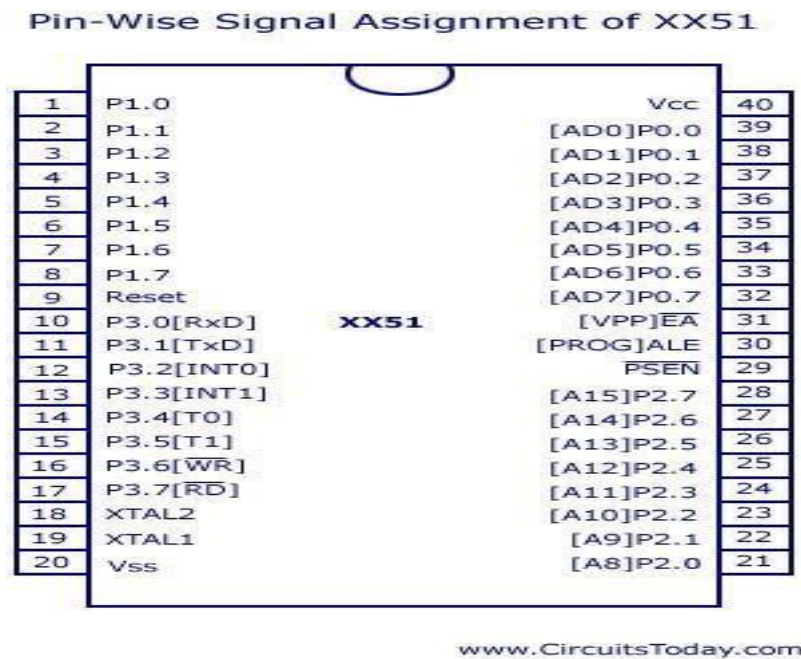 Pin-Wise Signal Assignment of XX51
1 P1.0 Vcc 40
2 P1.1 [AD0]P0.0 39
3 P1.2 [AD1]P0.1 38
4 P1.3 [AD2]P0.2 37
5 P1.4 [AD3]P0.3 36
6 P1.5 [AD4]P0.4 35
7 P1.6 [AD5]P0.5 34
8 P1.7 [AD6]P0.6 33
9 Reset [AD7]P0.7 32
10 P3.0[RxD] XX51 [VPP]E̅A̅ 31
11 P3.1[TxD] [PROG]ALE 30
12 P3.2[INT0] P̅S̅E̅N̅ 29
13 P3.3[INT1] [A15]P2.7 28
14 P3.4[T0] [A14]P2.6 27
15 P3.5[T1] [A13]P2.5 26
16 P3.6[W̅R̅] [A12]P2.4 25
17 P3.7[R̅D̅] [A11]P2.3 24
18 XTAL2 [A10]P2.2 23
19 XTAL1 [A9]P2.1 22
20 Vss [A8]P2.0 21
www.CircuitsToday.com